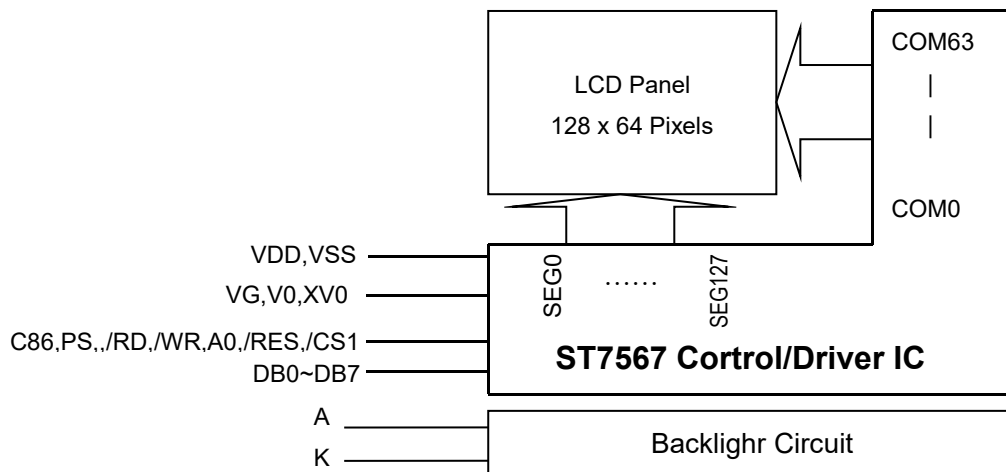 COM63
|
|
COM0
LCD Panel
128 x 64 Pixels
VDD,VSS
VG,V0,XV0
C86,PS,,/RD,/WR,A0,/RES,/CS1
DB0~DB7
SEG0
......
SEG127
ST7567 Cortrol/Driver IC
A
K
Backlighr Circuit